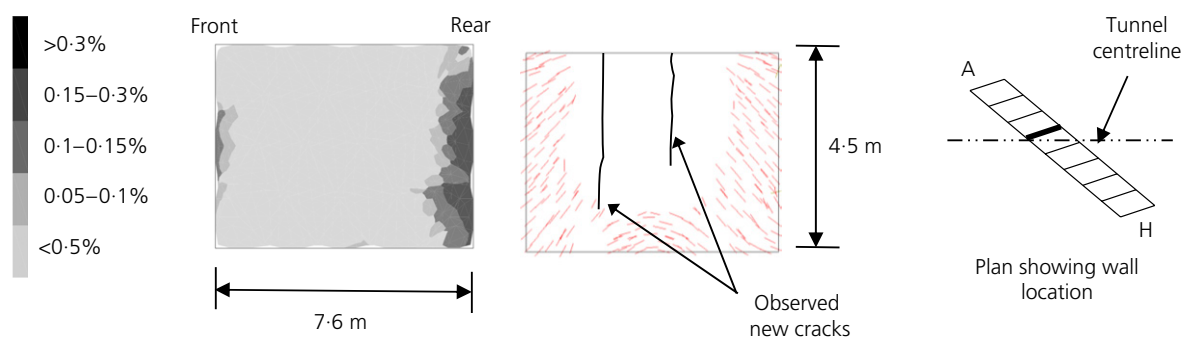 >0·3%
0·15–0·3%
0·1–0·15%
0·05–0·1%
<0·5%
Front
Rear
7·6 m
4·5 m
Observed
new cracks
Tunnel
centreline
A
H
Plan showing wall
location